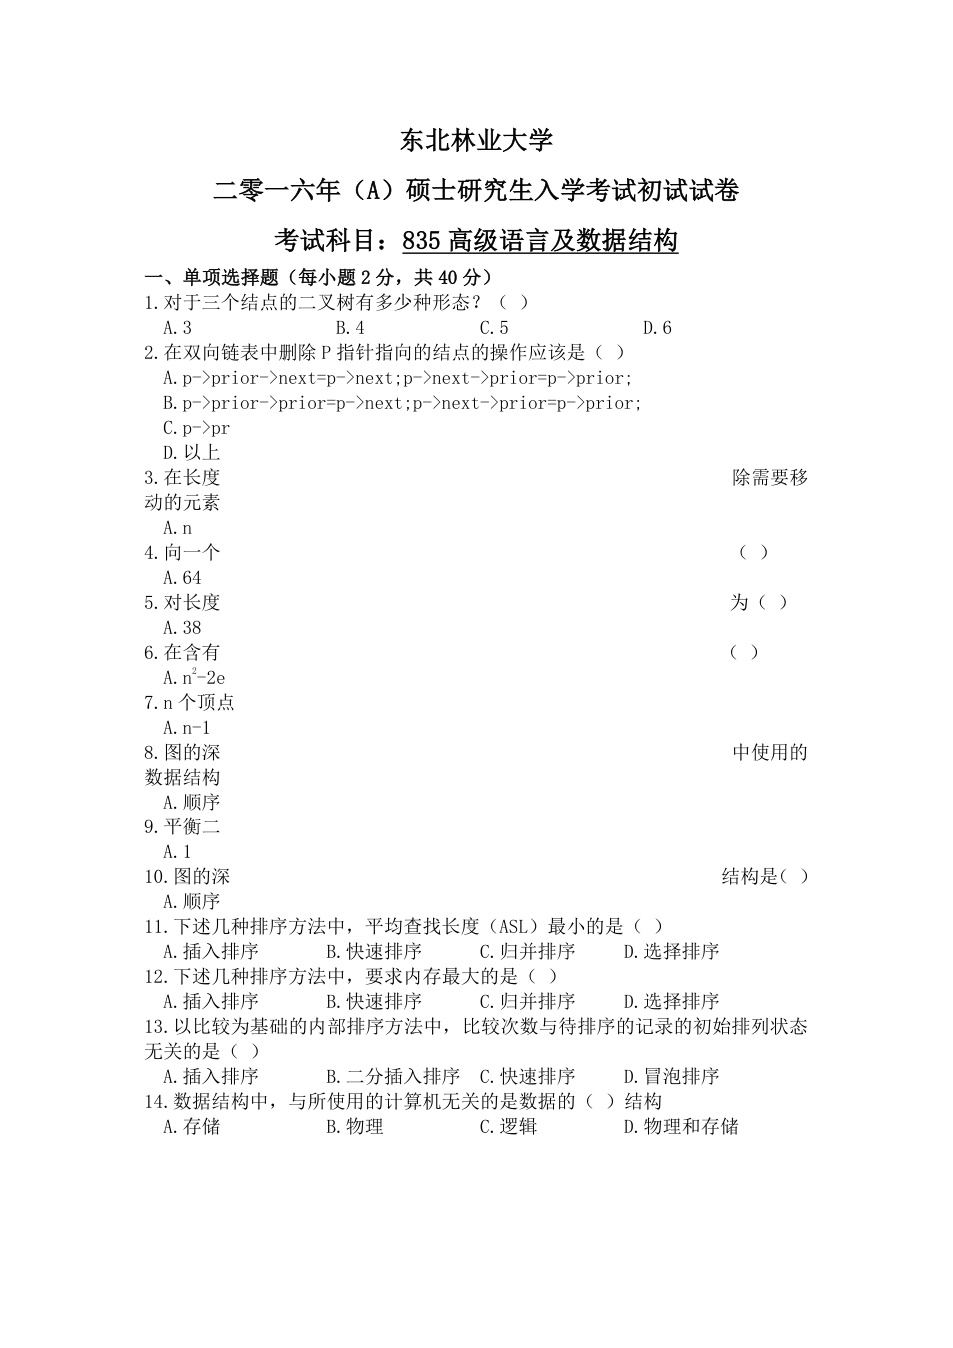 东北林业大学
二零一六年（A）硕士研究生入学考试初试试卷
考试科目：835 高级语言及数据结构
一、单项选择题（每小题 2 分，共 40 分）
1.对于三个结点的二叉树有多少种形态？（ ）
A.3 B.4 C.5 D.6
2.在双向链表中删除 P 指针指向的结点的操作应该是（ ）
A.p->prior->next=p->next;p->next->prior=p->prior;
B.p->prior->prior=p->next;p->next->prior=p->prior;
C.p->pr
D.以上
3.在长度 除需要移
动的元素
A.n
4.向一个 （ ）
A.64
5.对长度 为（ ）
A.38
6.在含有 （ ）
A.n²-2e
7.n 个顶点
A.n-1
8.图的深 中使用的
数据结构
A.顺序
9.平衡二
A.1
10.图的深 结构是（ ）
A.顺序
11.下述几种排序方法中，平均查找长度（ASL）最小的是（ ）
A.插入排序 B.快速排序 C.归并排序 D.选择排序
12.下述几种排序方法中，要求内存最大的是（ ）
A.插入排序 B.快速排序 C.归并排序 D.选择排序
13.以比较为基础的内部排序方法中，比较次数与待排序的记录的初始排列状态
无关的是（ ）
A.插入排序 B.二分插入排序 C.快速排序 D.冒泡排序
14.数据结构中，与所使用的计算机无关的是数据的（ ）结构
A.存储 B.物理 C.逻辑 D.物理和存储